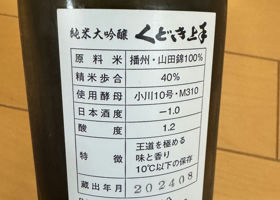 純米大吟醸 くどき上手
原料米 播州・山田錦100%
精米歩合 40%
使用酵母 小川10号・M310
日本酒度 -1.0
酸度 1.2
特徴 王道を極める
味と香り
10℃以下の保存
蔵出年月 202408